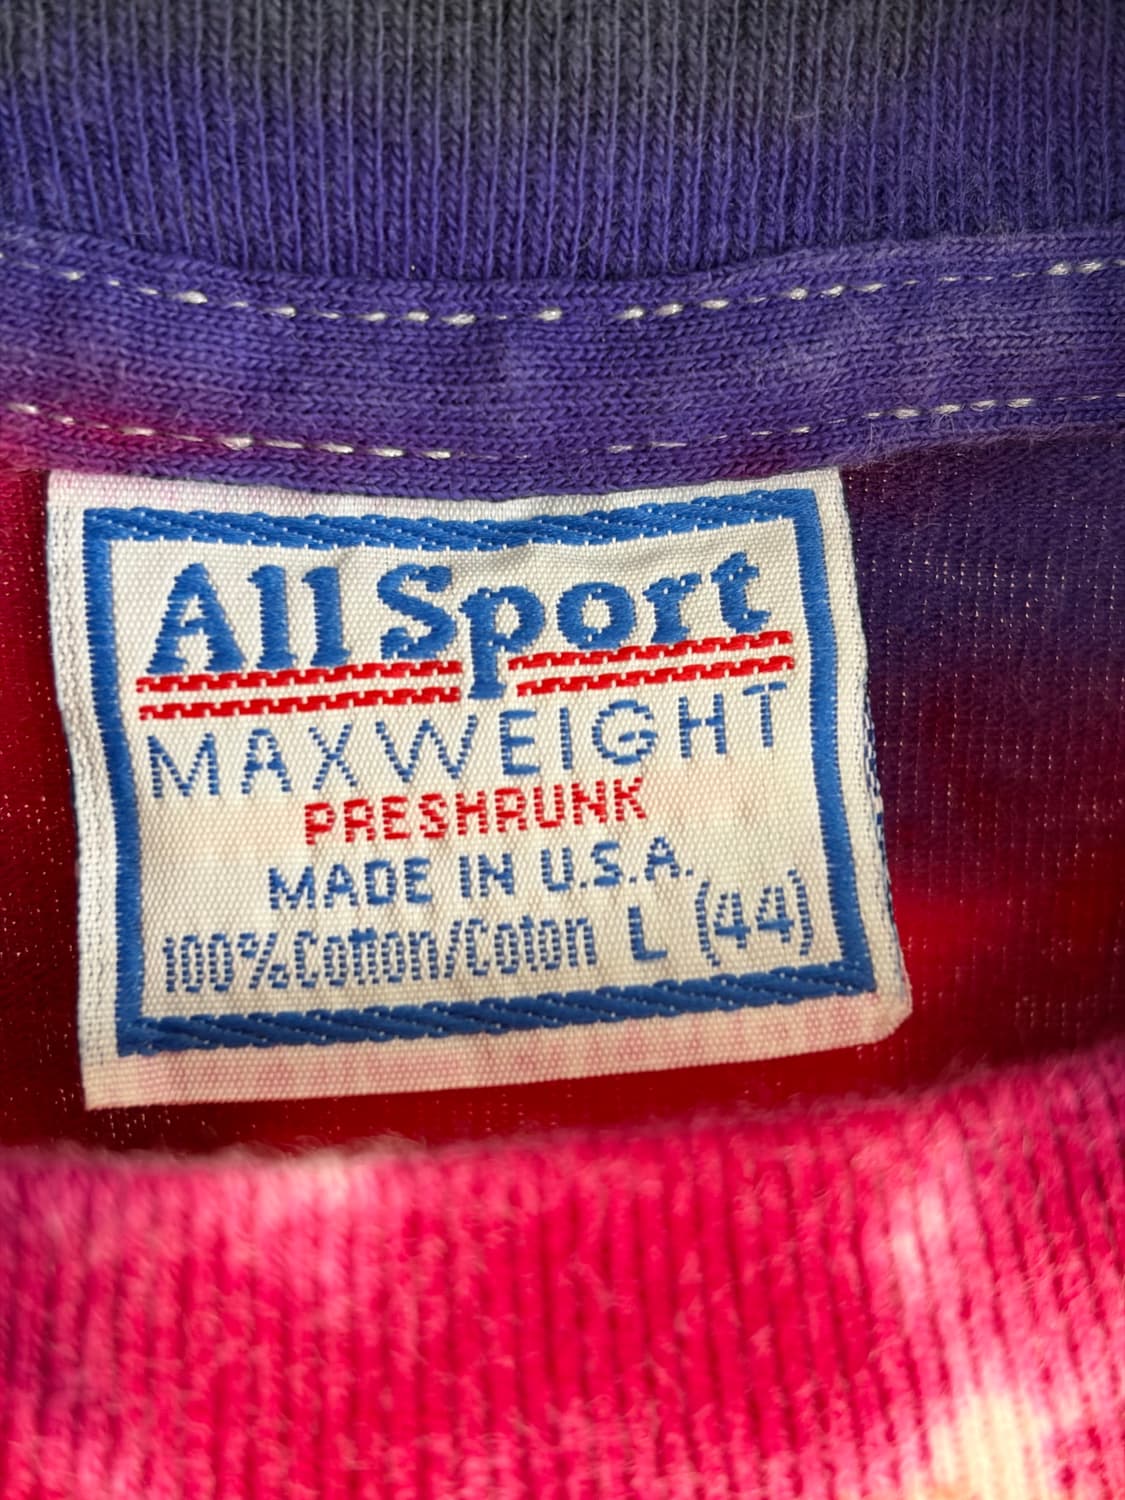 All Sport
MAXWEIGHT
PRESHRUNK
MADE IN U.S.A.
100% Cotton/Coton L (44)